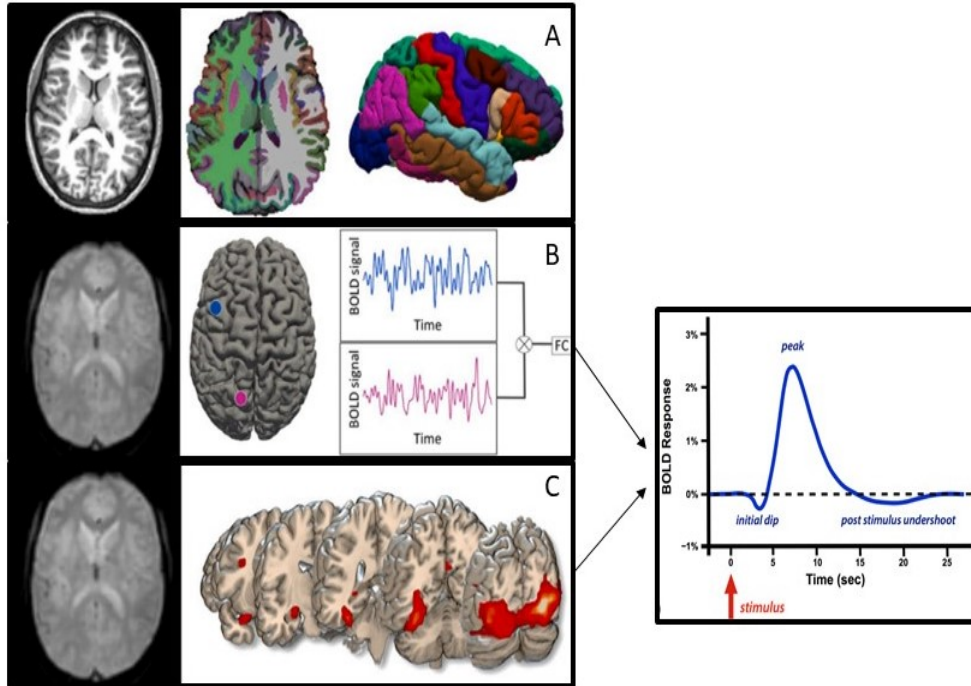 A
B
BOLD signal
Time
BOLD signal
Time
FC
C
3%
2%
1%
0%
−1%
BOLD Response
peak
initial dip
post stimulus undershoot
0
5
10
15
20
25
Time (sec)
stimulus